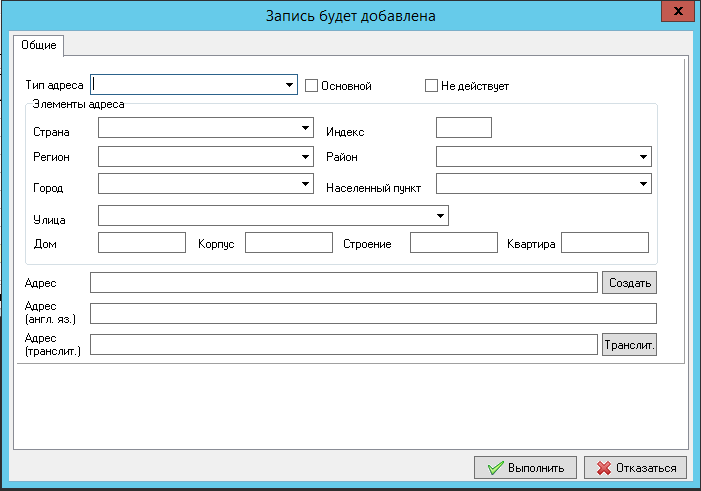 Запись будет добавлена
x
Общие
Тип адреса Основной Не действует
Элементы адреса
Страна Индекс
Регион Район
Город Населенный пункт
Улица
Дом Корпус Строение Квартира
Адрес Создать
Адрес
(англ. яз.)
Адрес
(транслит.) Транслит.
Выполнить Отказаться